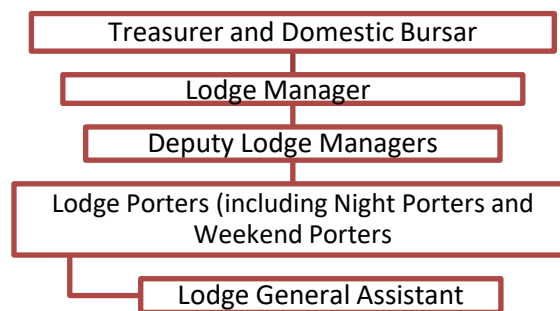 Treasurer and Domestic Bursar
Lodge Manager
Deputy Lodge Managers
Lodge Porters (including Night Porters and
Weekend Porters
Lodge General Assistant